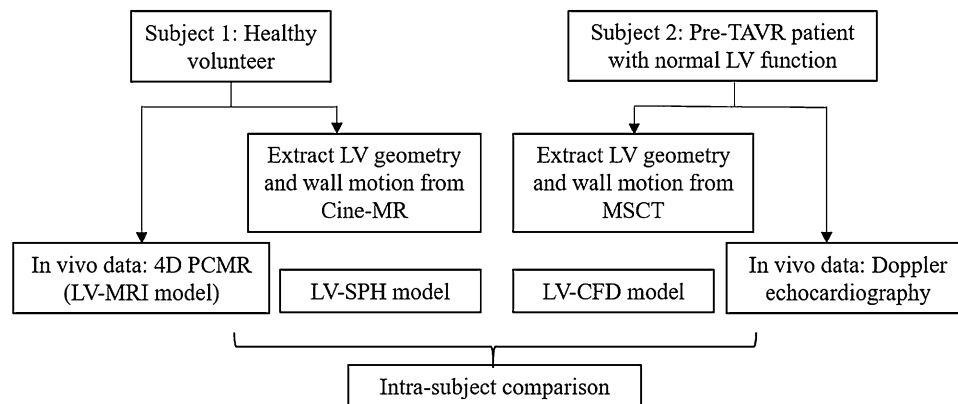 Subject 1: Healthy
volunteer
Subject 2: Pre-TAVR patient
with normal LV function
Extract LV geometry
and wall motion from
Cine-MR
Extract LV geometry
and wall motion from
MSCT
In vivo data: 4D PCMR
(LV-MRI model)
LV-SPH model
LV-CFD model
In vivo data: Doppler
echocardiography
Intra-subject comparison